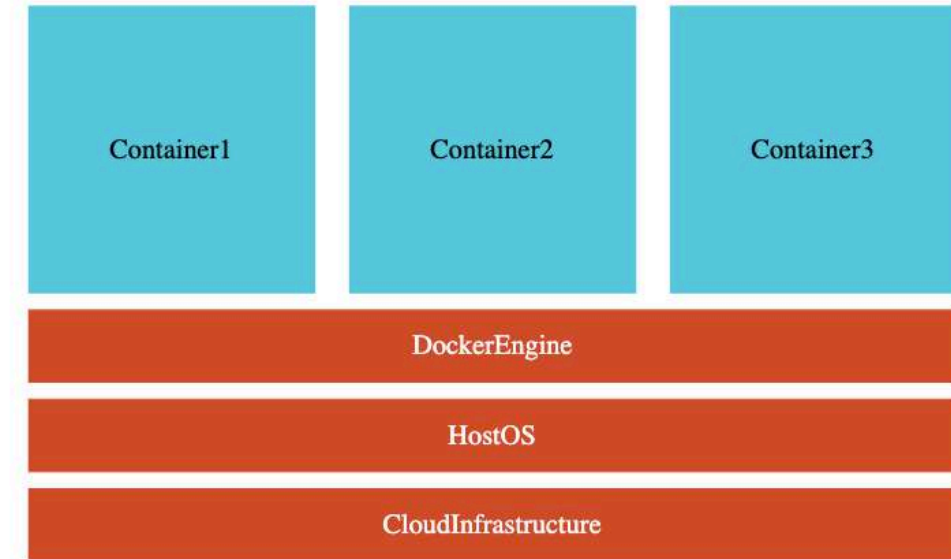 Container1
Container2
Container3
DockerEngine
HostOS
CloudInfrastructure